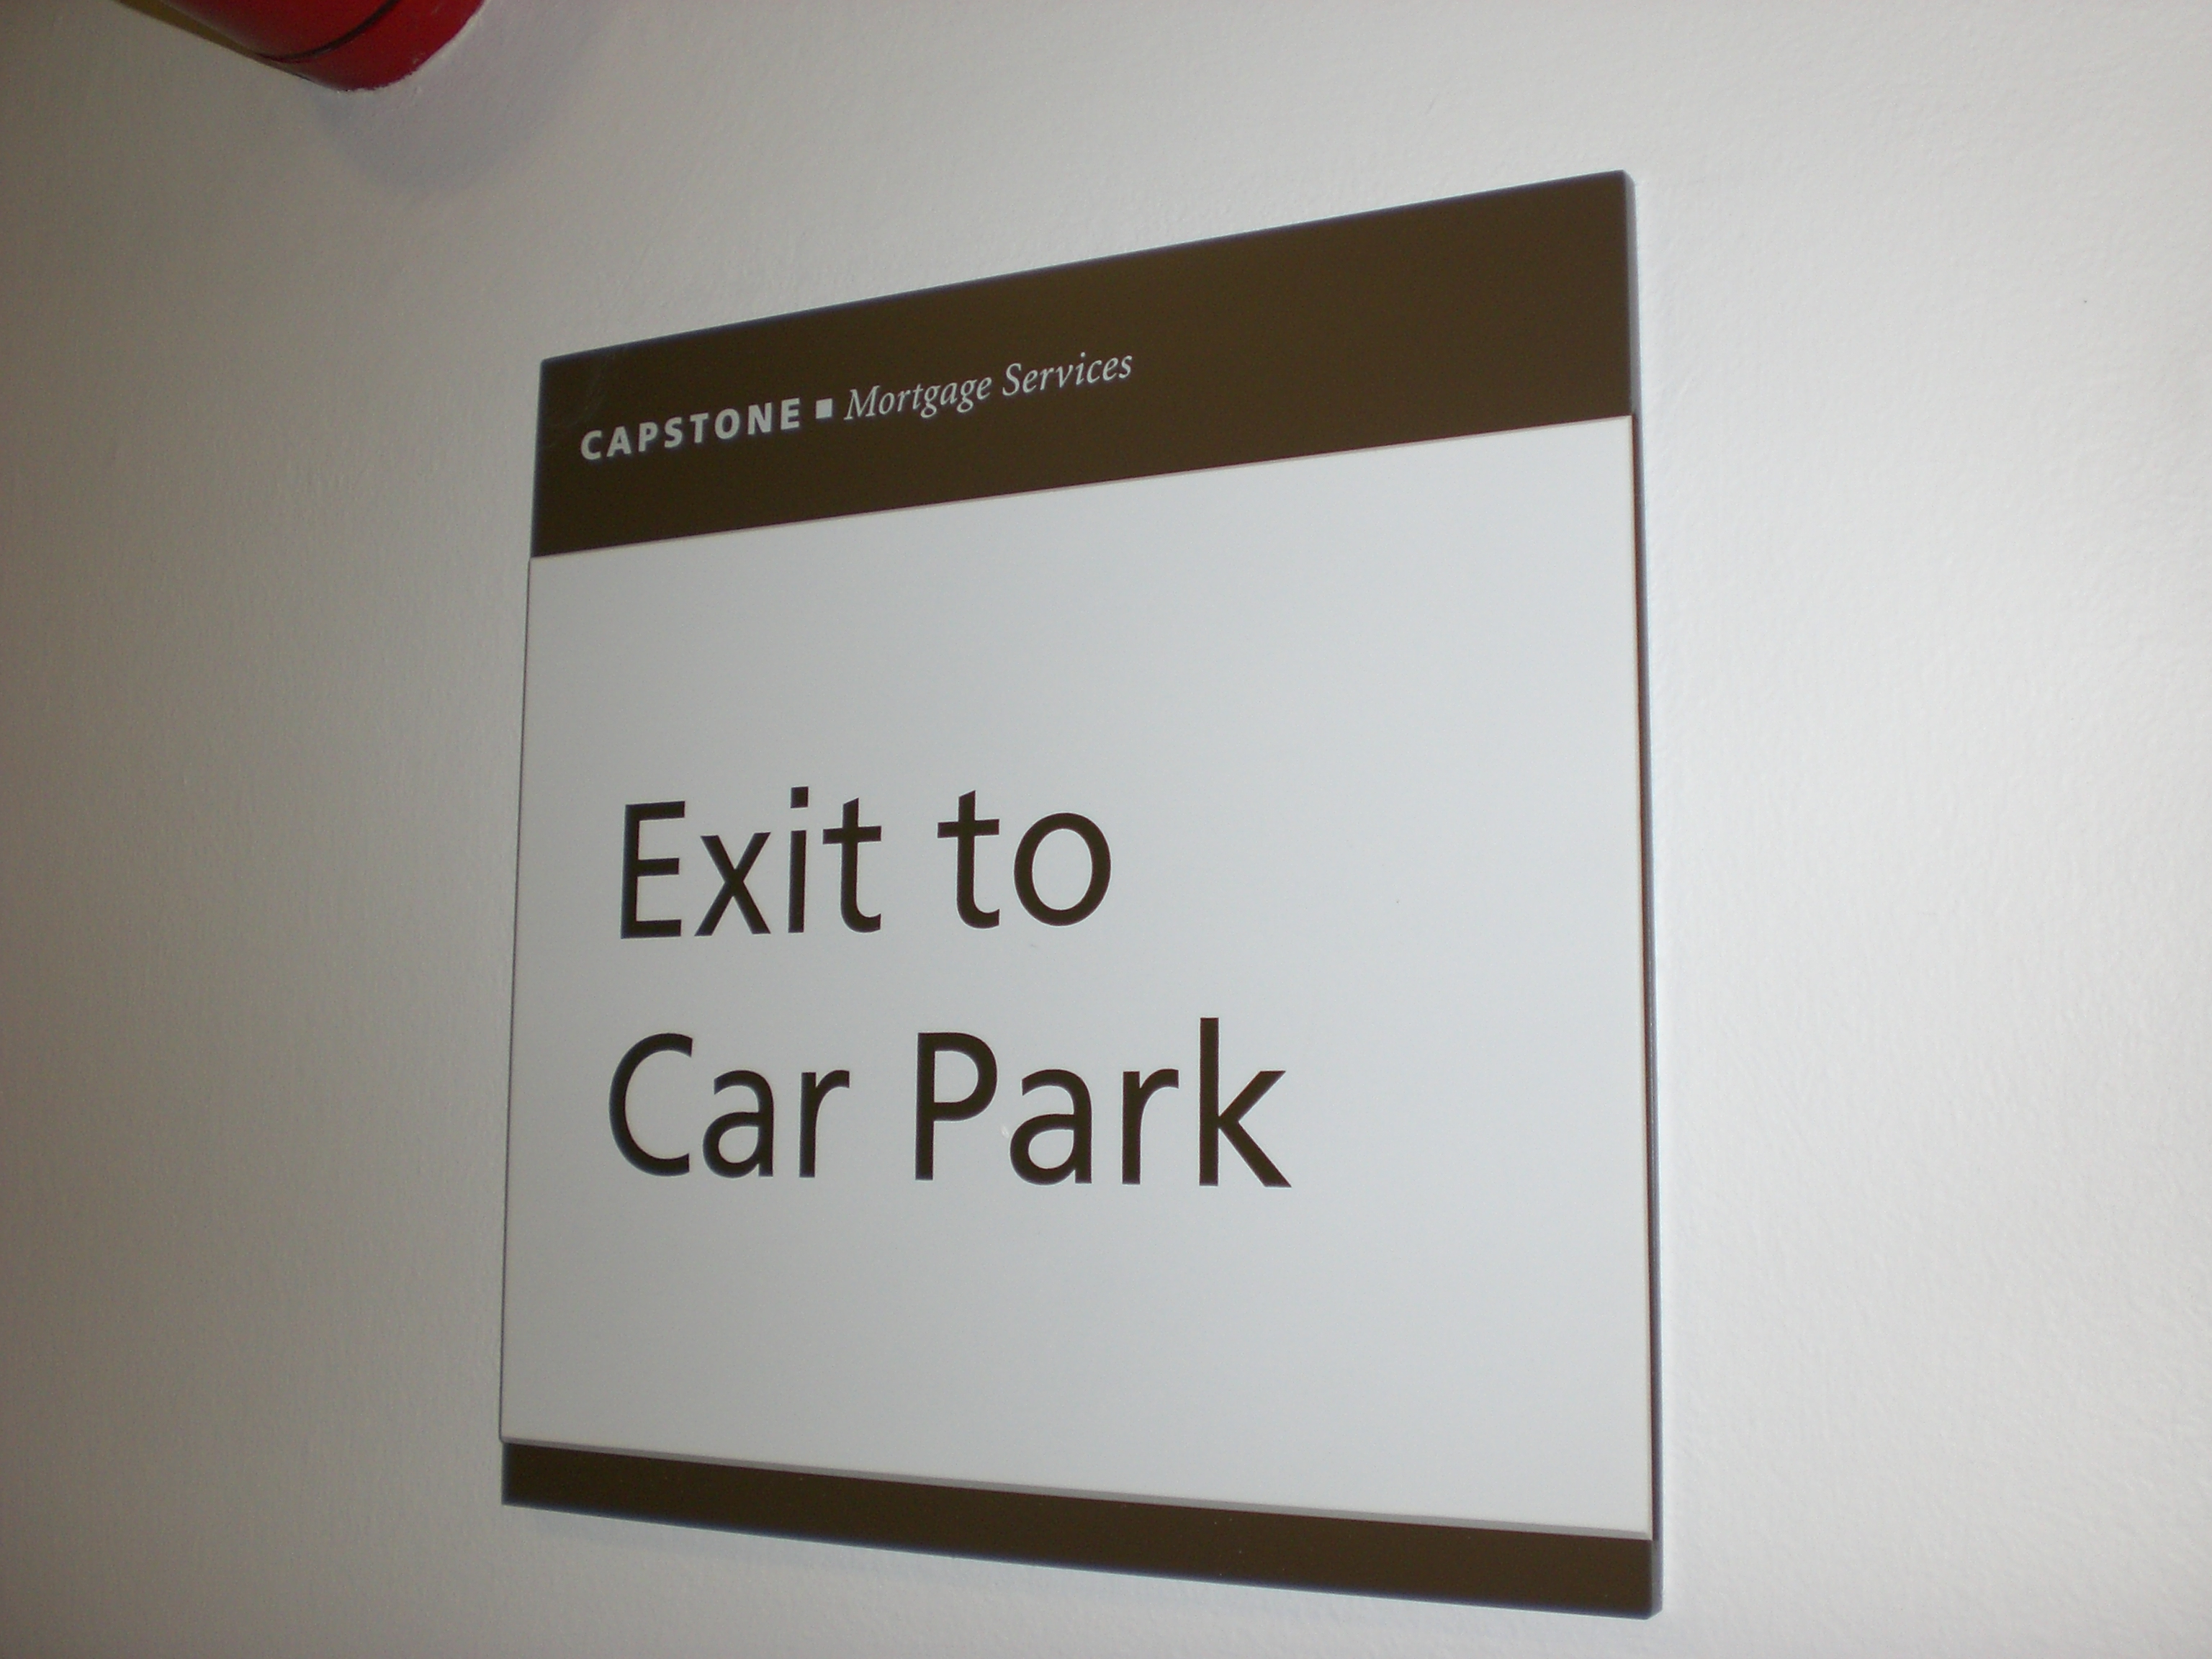 CAPSTONE ▪ Mortgage Services
Exit to
Car Park